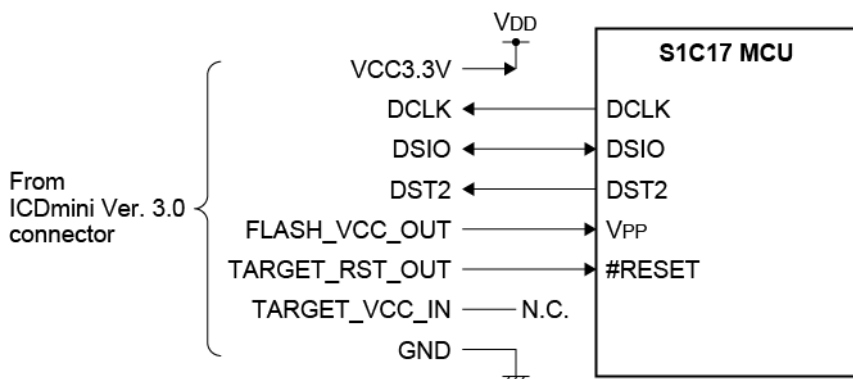 VDD
S1C17 MCU
VCC3.3V
DCLK DCLK
DSIO DSIO
DST2 DST2
From
ICDmini Ver. 3.0
connector
FLASH_VCC_OUT VPP
TARGET_RST_OUT #RESET
TARGET_VCC_IN N.C.
GND